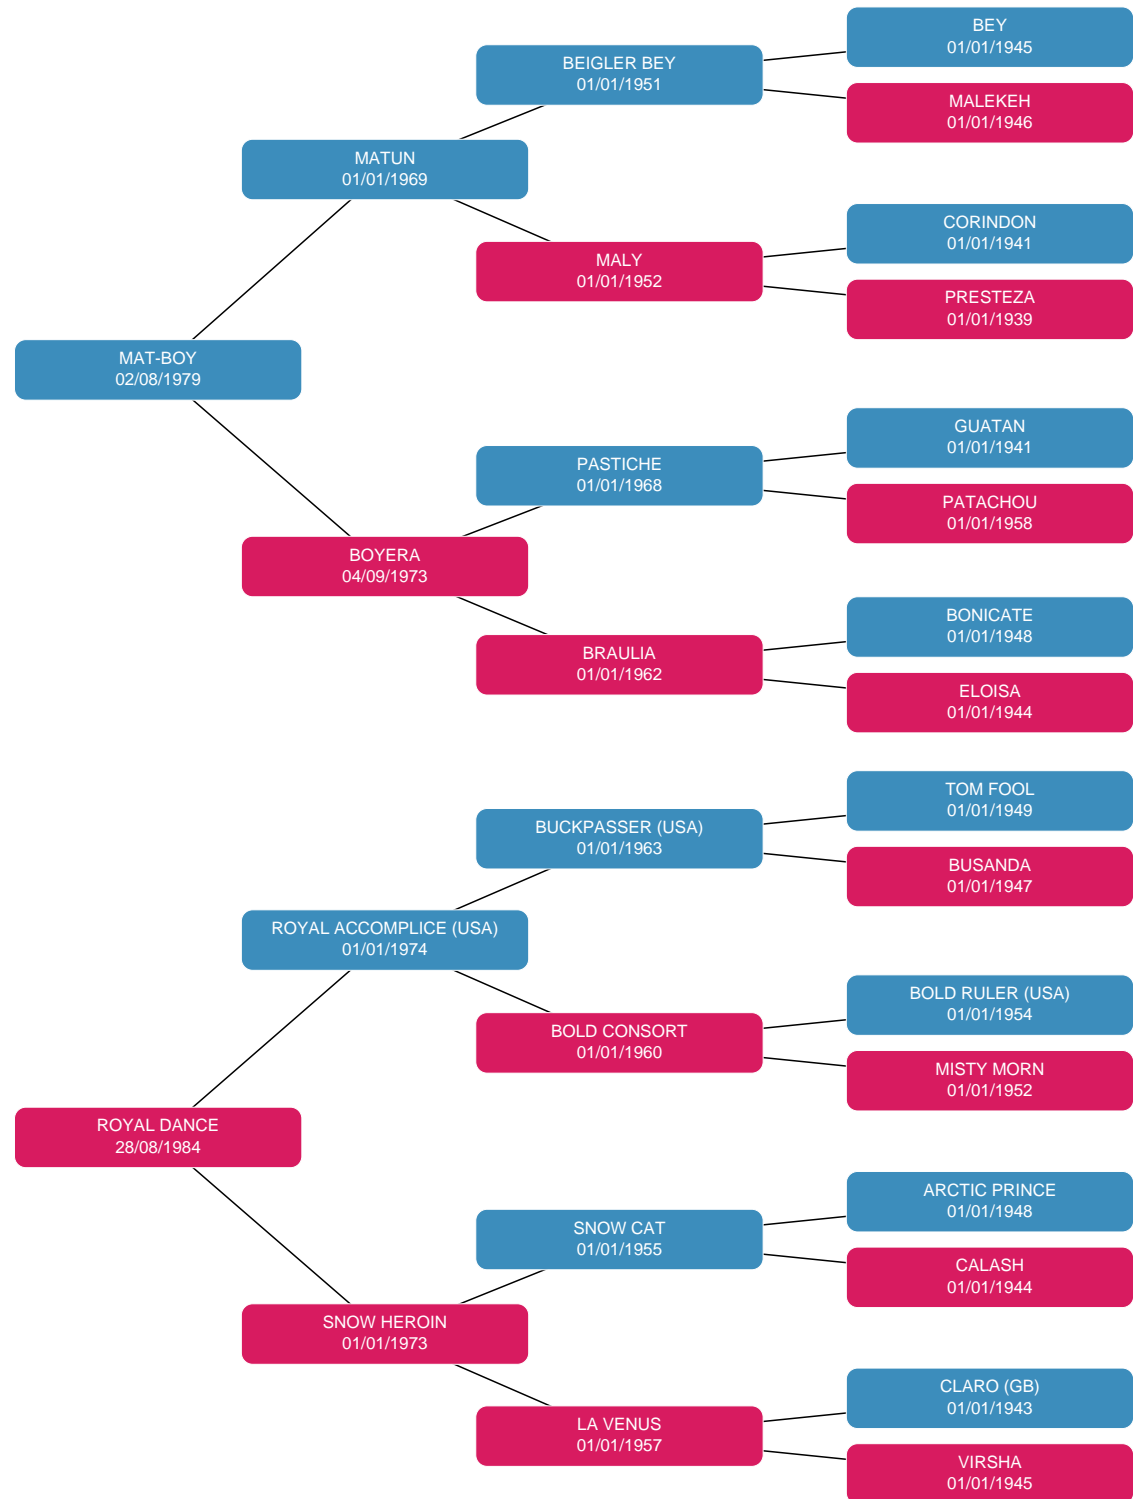 BEY
01/01/1945
BEIGLER BEY
01/01/1951
MALEKEH
01/01/1946
MATUN
01/01/1969
CORINDON
01/01/1941
MALY
01/01/1952
PRESTEZA
01/01/1939
MAT-BOY
02/08/1979
GUATAN
01/01/1941
PASTICHE
01/01/1968
PATACHOU
01/01/1958
BOYERA
04/09/1973
BONICATE
01/01/1948
BRAULIA
01/01/1962
ELOISA
01/01/1944
TOM FOOL
01/01/1949
BUCKPASSER (USA)
01/01/1963
BUSANDA
01/01/1947
ROYAL ACCOMPLICE (USA)
01/01/1974
BOLD RULER (USA)
01/01/1954
BOLD CONSORT
01/01/1960
MISTY MORN
01/01/1952
ROYAL DANCE
28/08/1984
ARCTIC PRINCE
01/01/1948
SNOW CAT
01/01/1955
CALASH
01/01/1944
SNOW HEROIN
01/01/1973
CLARO (GB)
01/01/1943
LA VENUS
01/01/1957
VIRSHA
01/01/1945